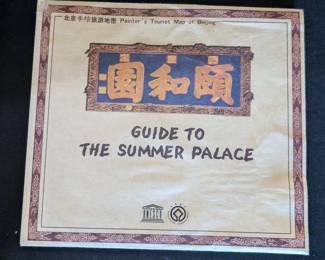 北京手绘旅游地图 Painter's Tourist Map of Beijing
園和頤
GUIDE TO
THE SUMMER PALACE
UNESCO